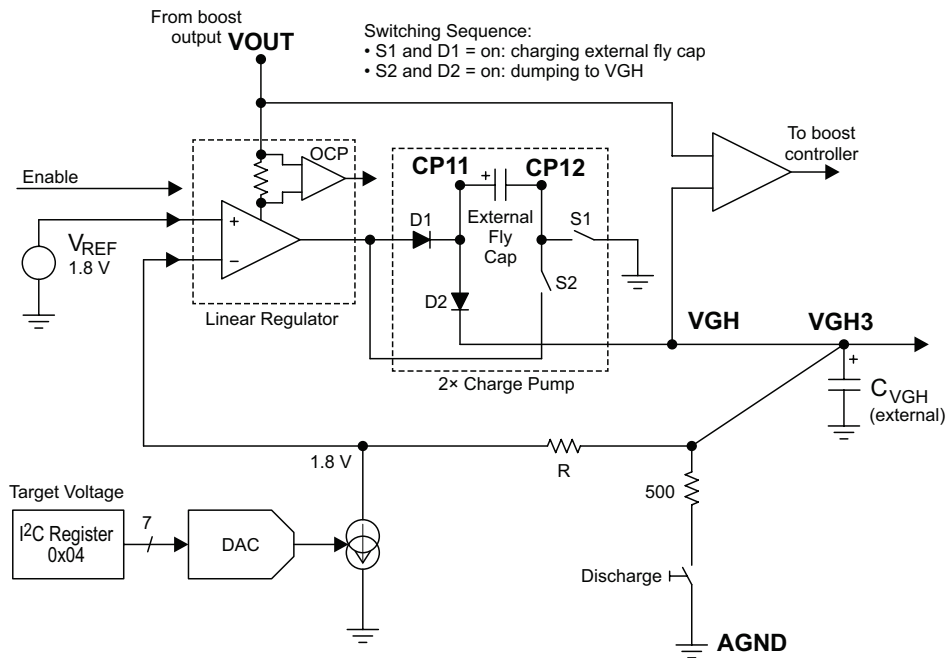 From boost
output
VOUT
Switching Sequence:
• S1 and D1 = on: charging external fly cap
• S2 and D2 = on: dumping to VGH
OCP
CP11
CP12
To boost
controller
Enable
+
D1
External
Fly
Cap
S1
+
VREF
1.8 V
–
S2
D2
Linear Regulator
VGH
VGH3
2× Charge Pump
+
CVGH
(external)
1.8 V
R
500
Target Voltage
I2C Register
0x04
7
DAC
Discharge
AGND